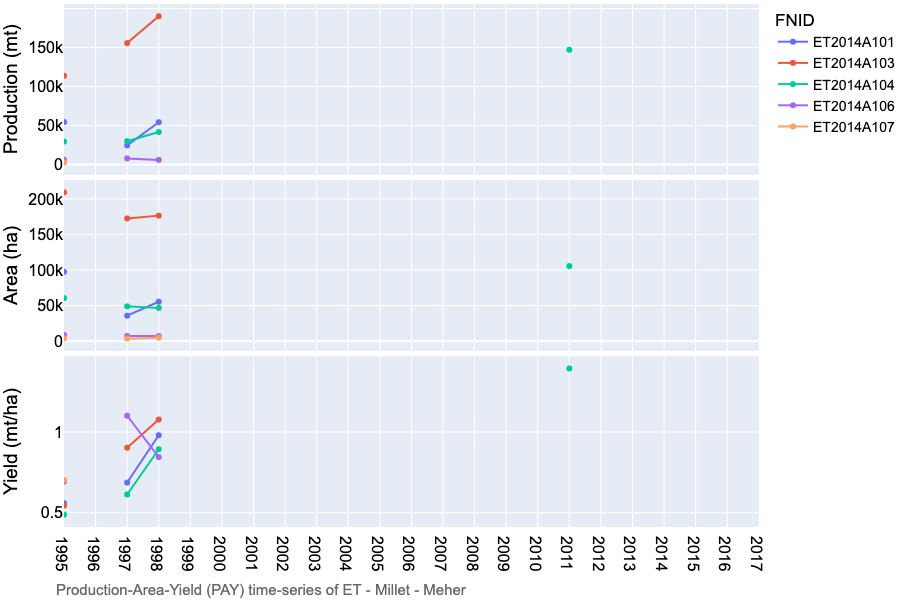 FNID
ET2014A101
ET2014A103
ET2014A104
ET2014A106
ET2014A107
Production (mt)
150k
100k
50k
0
Area (ha)
200k
150k
100k
50k
0
Yield (mt/ha)
1
0.5
1995 1996 1997 1998 1999 2000 2001 2002 2003 2004 2005 2006 2007 2008 2009 2010 2011 2012 2013 2014 2015 2016 2017
Production-Area-Yield (PAY) time-series of ET - Millet - Meher